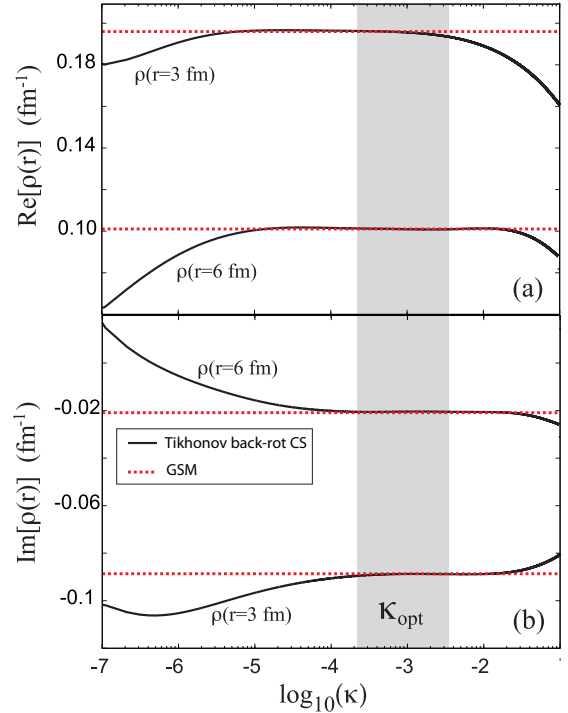 0.18
0.14
0.10
Re[ρ(r)] (fm⁻¹)
ρ(r=3 fm)
ρ(r=6 fm)
(a)
-0.02
-0.06
-0.1
Im[ρ(r)] (fm⁻¹)
ρ(r=6 fm)
Tikhonov back-rot CS
GSM
ρ(r=3 fm)
κopt
(b)
-7 -6 -5 -4 -3 -2 -1
log₁₀(κ)